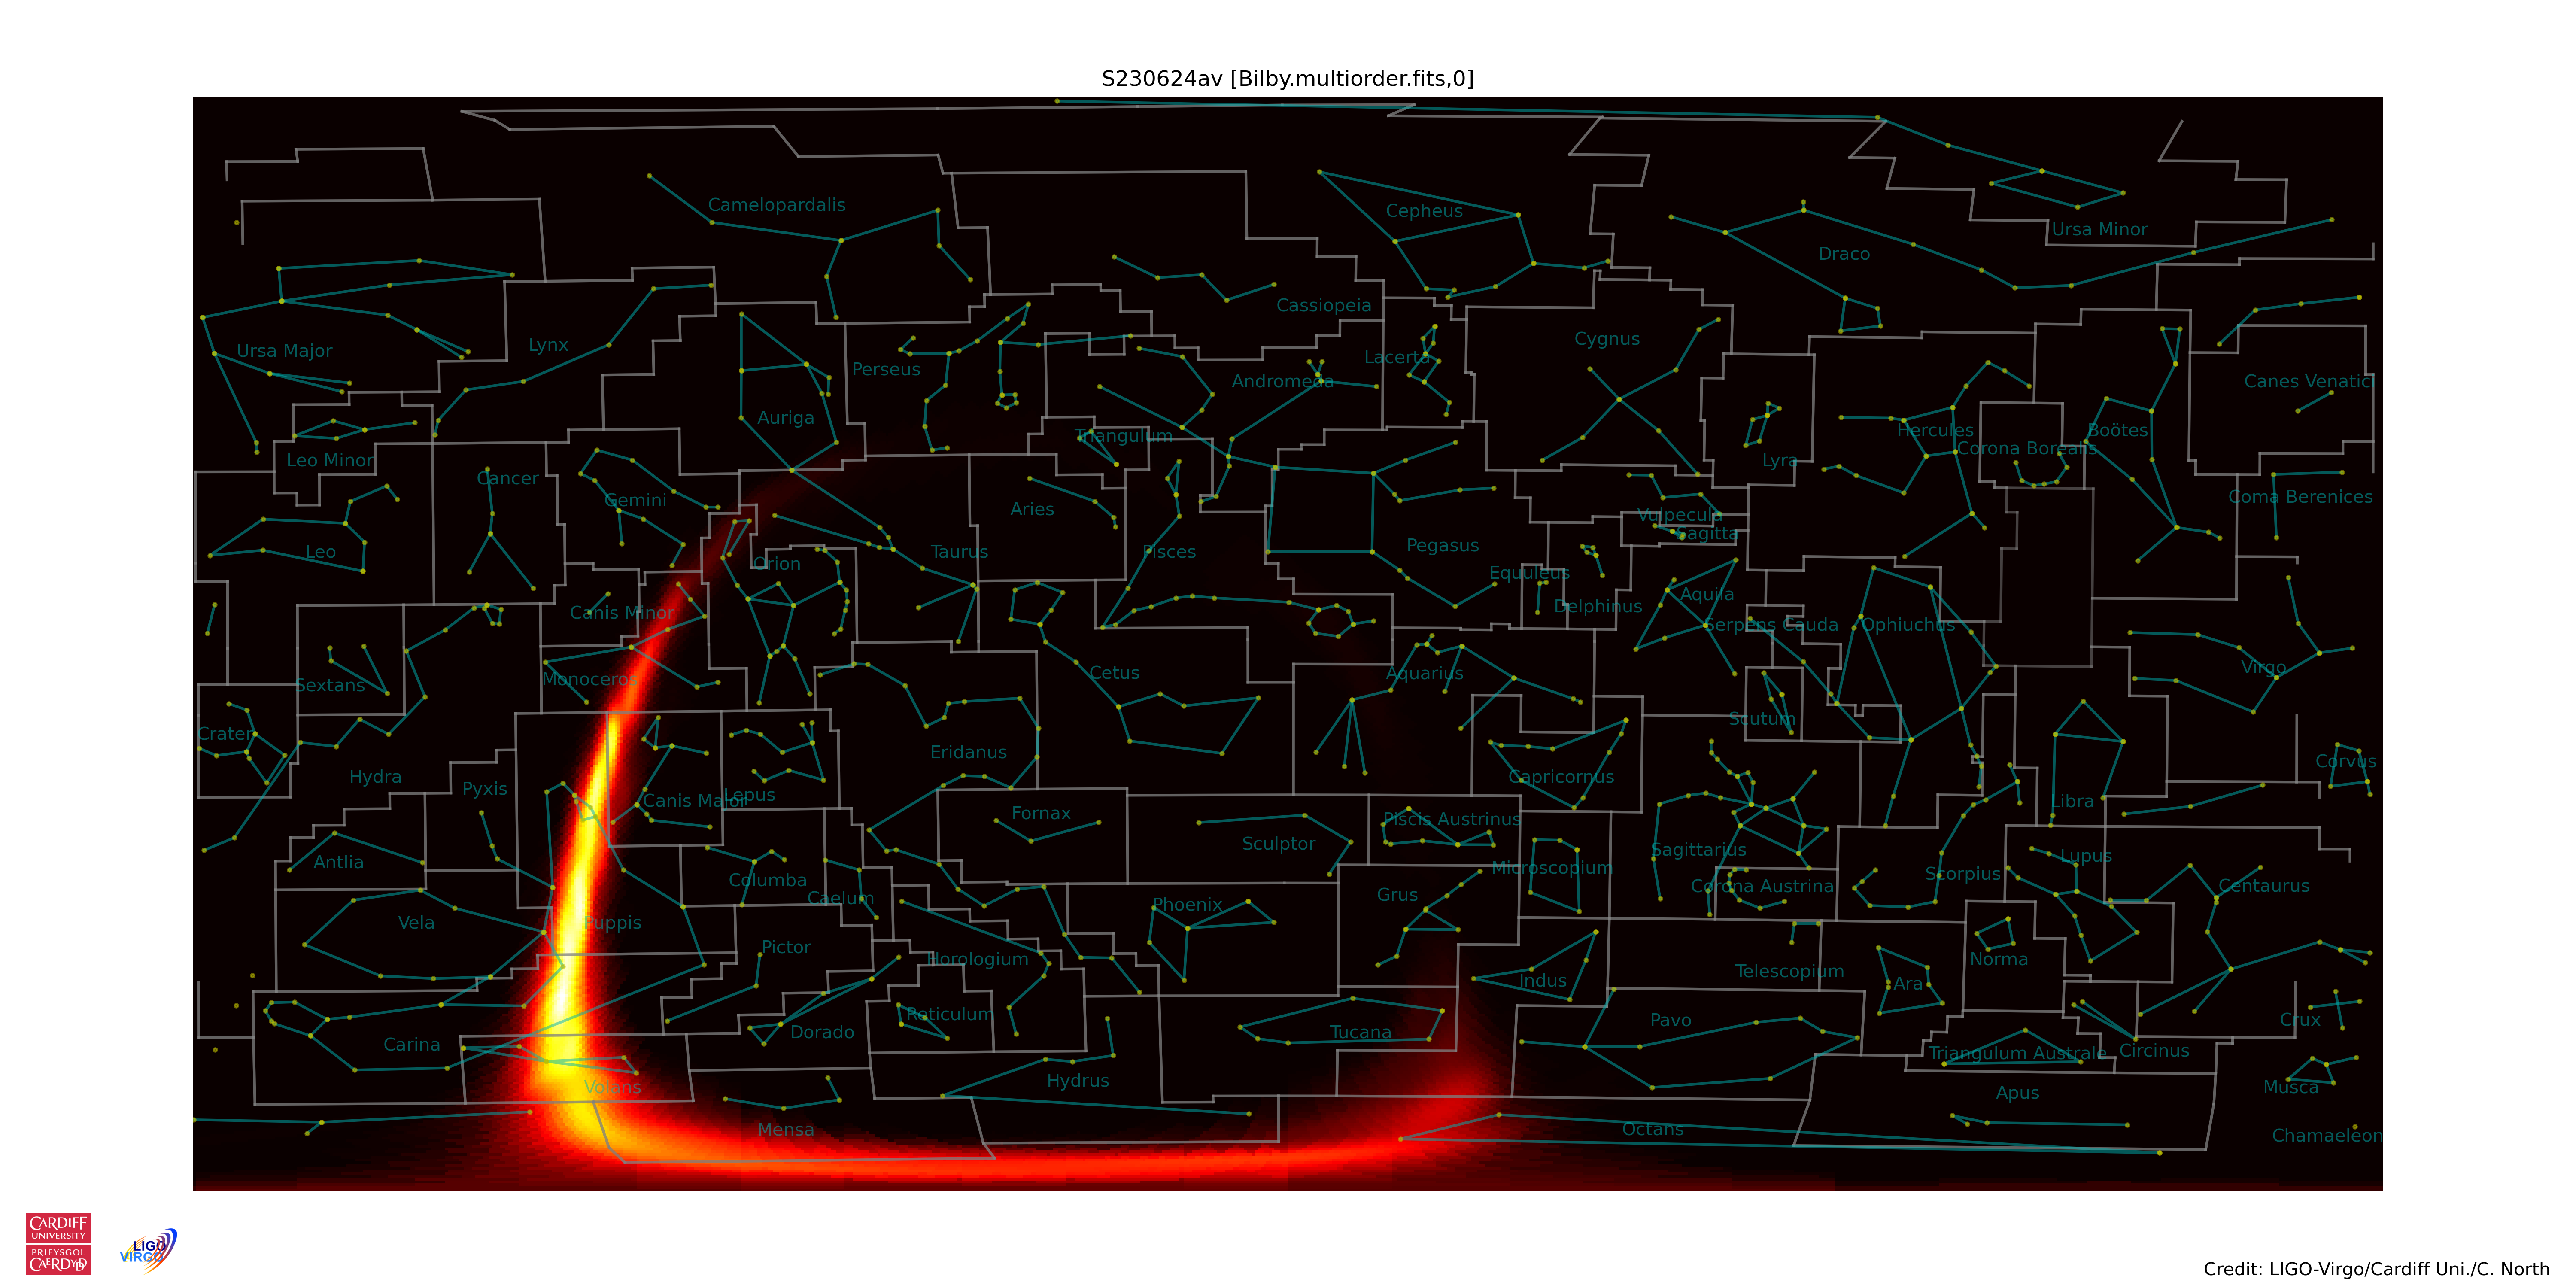 S230624av [Bilby.multiorder.fits,0]
Camelopardalis
Cepheus
Ursa Minor
Draco
Cassiopeia
Ursa Major
Lynx
Perseus
Andromeda
Lacerta
Cygnus
Canes Venatici
Auriga
Triangulum
Hercules
Boötes
Corona Borealis
Leo Minor
Lyra
Cancer
Gemini
Aries
Coma Berenices
Vulpecula
Sagitta
Leo
Orion
Taurus
Pisces
Pegasus
Equuleus
Canis Minor
Delphinus
Aquila
Serpens Cauda
Ophiuchus
Sextans
Monoceros
Cetus
Aquarius
Virgo
Crater
Scutum
Hydra
Pyxis
Eridanus
Capricornus
Corvus
Canis Major
Lepus
Fornax
Piscis Austrinus
Libra
Antlia
Sculptor
Sagittarius
Lupus
Columba
Caelum
Microscopium
Grus
Corona Austrina
Scorpius
Centaurus
Vela
Puppis
Phoenix
Pictor
Horologium
Indus
Telescopium
Ara
Norma
Carina
Dorado
Reticulum
Tucana
Pavo
Triangulum Australe
Circinus
Crux
Volans
Hydrus
Apus
Musca
Mensa
Octans
Chamaeleon
CARDIFF
UNIVERSITY
PRIFYSGOL
CAERDYDD
LIGO
VIRGO
Credit: LIGO-Virgo/Cardiff Uni./C. North